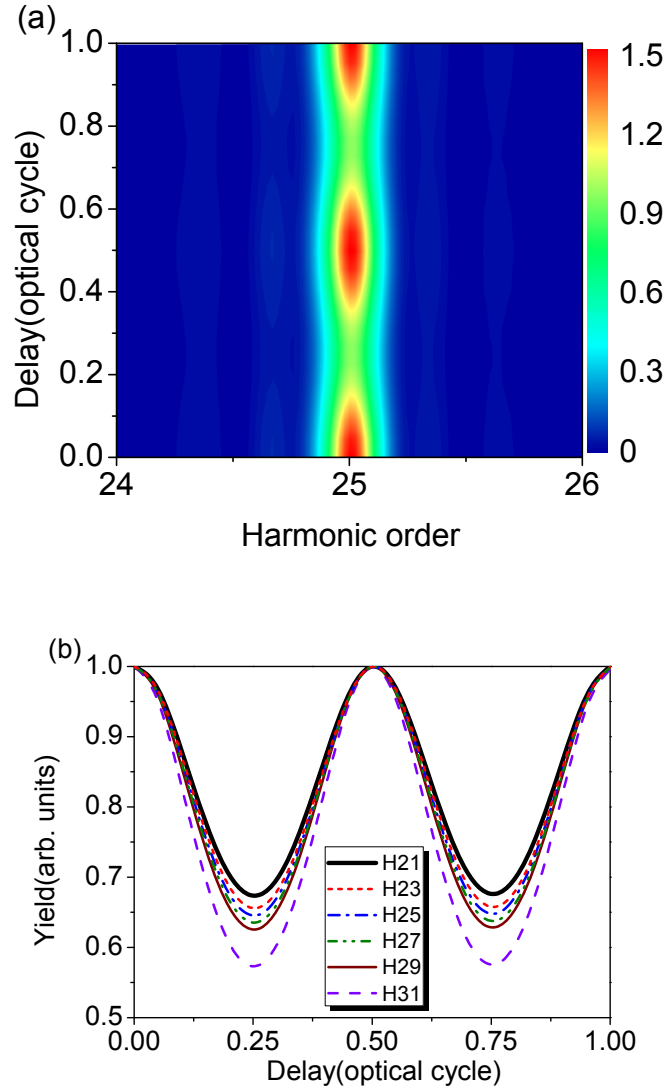 (a)
1.0
0.8
0.6
0.4
0.2
0.0
Delay(optical cycle)
24
25
26
Harmonic order
1.5
1.2
0.9
0.6
0.3
0
(b)
1.0
0.9
0.8
0.7
0.6
0.5
Yield(arb. units)
H21
H23
H25
H27
H29
H31
0.00
0.25
0.50
0.75
1.00
Delay(optical cycle)